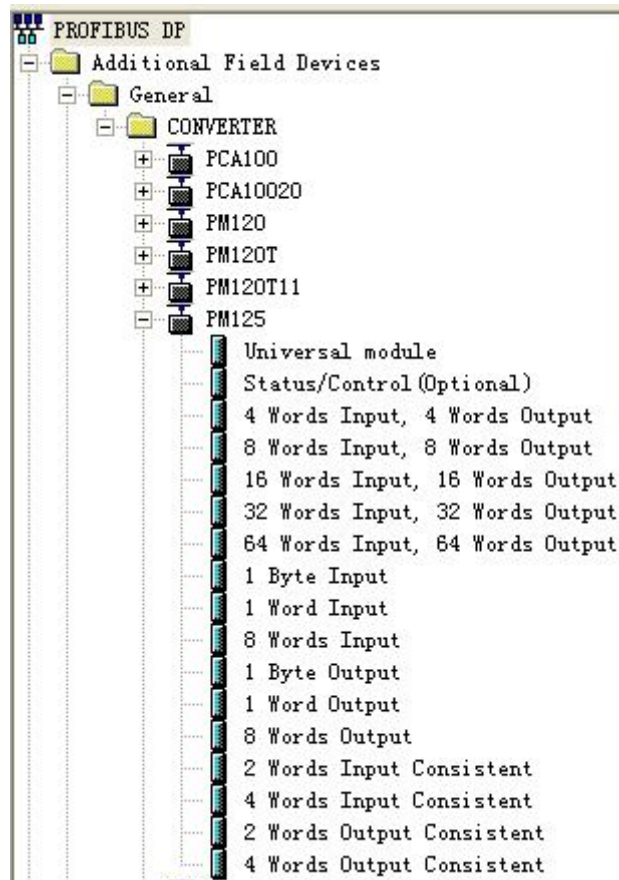 PROFIBUS DP
Additional Field Devices
General
CONVERTER
PCA100
PCA10020
PM120
PM120T
PM120T11
PM125
Universal module
Status/Control(Optional)
4 Words Input, 4 Words Output
8 Words Input, 8 Words Output
16 Words Input, 16 Words Output
32 Words Input, 32 Words Output
64 Words Input, 64 Words Output
1 Byte Input
1 Word Input
8 Words Input
1 Byte Output
1 Word Output
8 Words Output
2 Words Input Consistent
4 Words Input Consistent
2 Words Output Consistent
4 Words Output Consistent